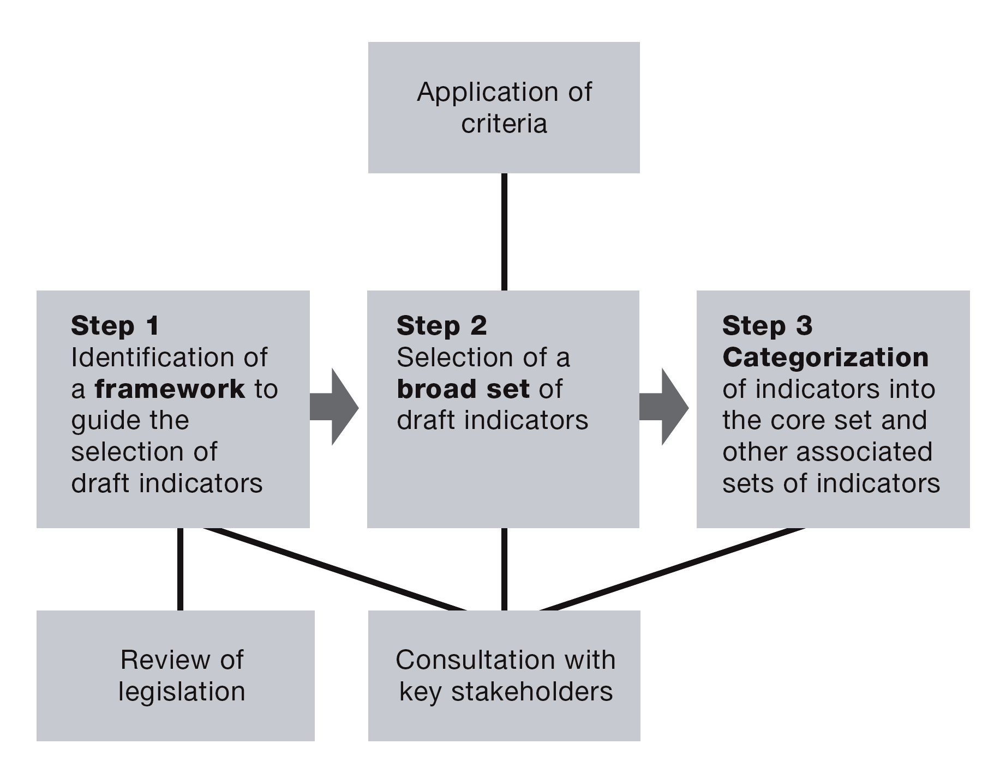 Application of
criteria
Step 1
Identification of
a framework to
guide the
selection of
draft indicators
Step 2
Selection of a
broad set of
draft indicators
Step 3
Categorization
of indicators into
the core set and
other associated
sets of indicators
Review of
legislation
Consultation with
key stakeholders